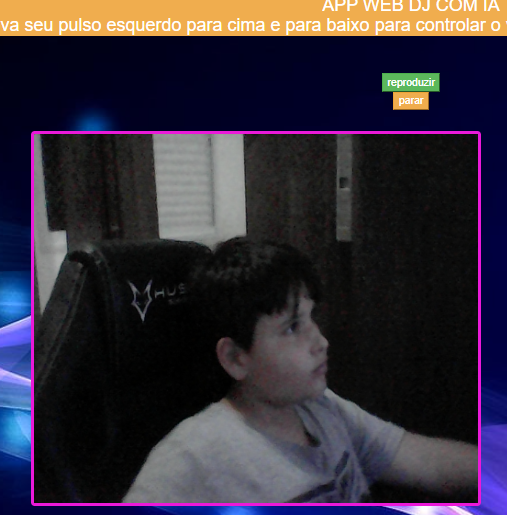 APP WEB DJ COM IA
va seu pulso esquerdo para cima e para baixo para controlar o
reproduzir
parar
HUS